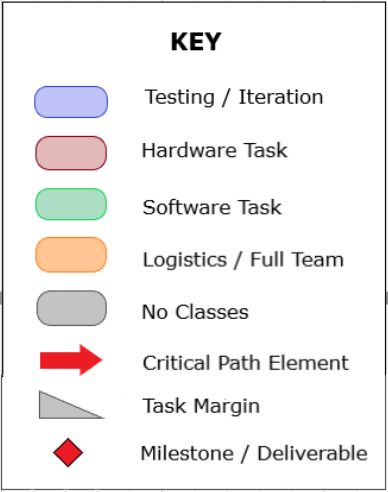 KEY
Testing / Iteration
Hardware Task
Software Task
Logistics / Full Team
No Classes
Critical Path Element
Task Margin
Milestone / Deliverable